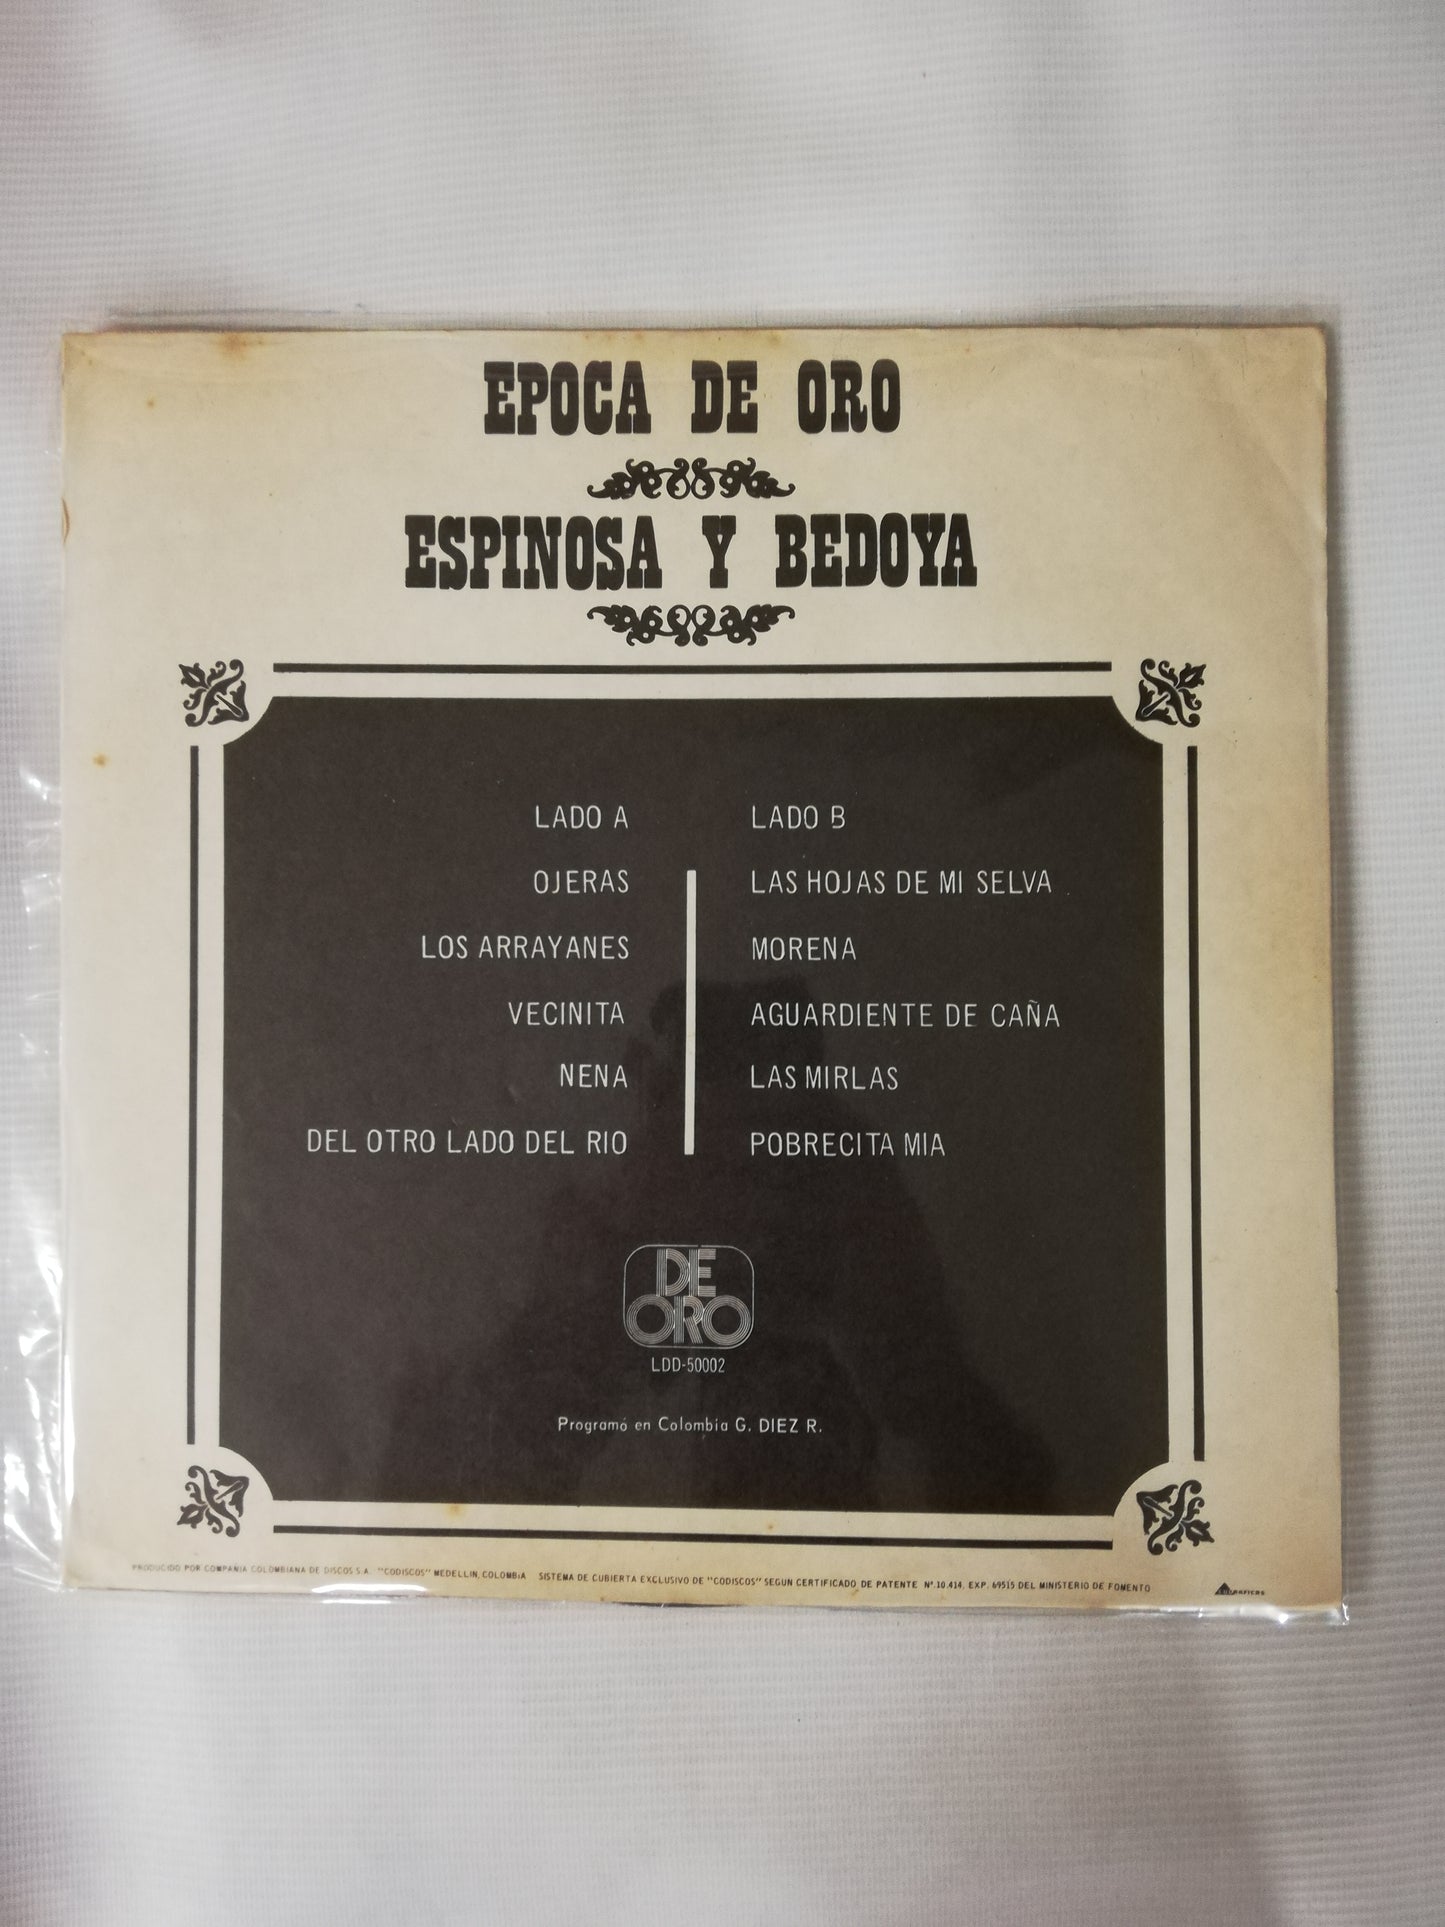 EPOCA DE ORO
ESPINOSA Y BEDOYA
LADO A
OJERAS
LOS ARRAYANES
VECINITA
NENA
DEL OTRO LADO DEL RIO
LADO B
LAS HOJAS DE MI SELVA
MORENA
AGUARDIENTE DE CAÑA
LAS MIRLAS
POBRECITA MIA
DE
ORO
LDD-50002
Programó en Colombia G. DIEZ R.
PRODUCIDO POR COMPAÑIA COLOMBIANA DE DISCOS S.A. "CODISCOS" MEDELLIN, COLOMBIA SISTEMA DE CUBIERTA EXCLUSIVO DE "CODISCOS" SEGUN CERTIFICADO DE PATENTE Nº.10.414, EXP. 69515 DEL MINISTERIO DE FOMENTO